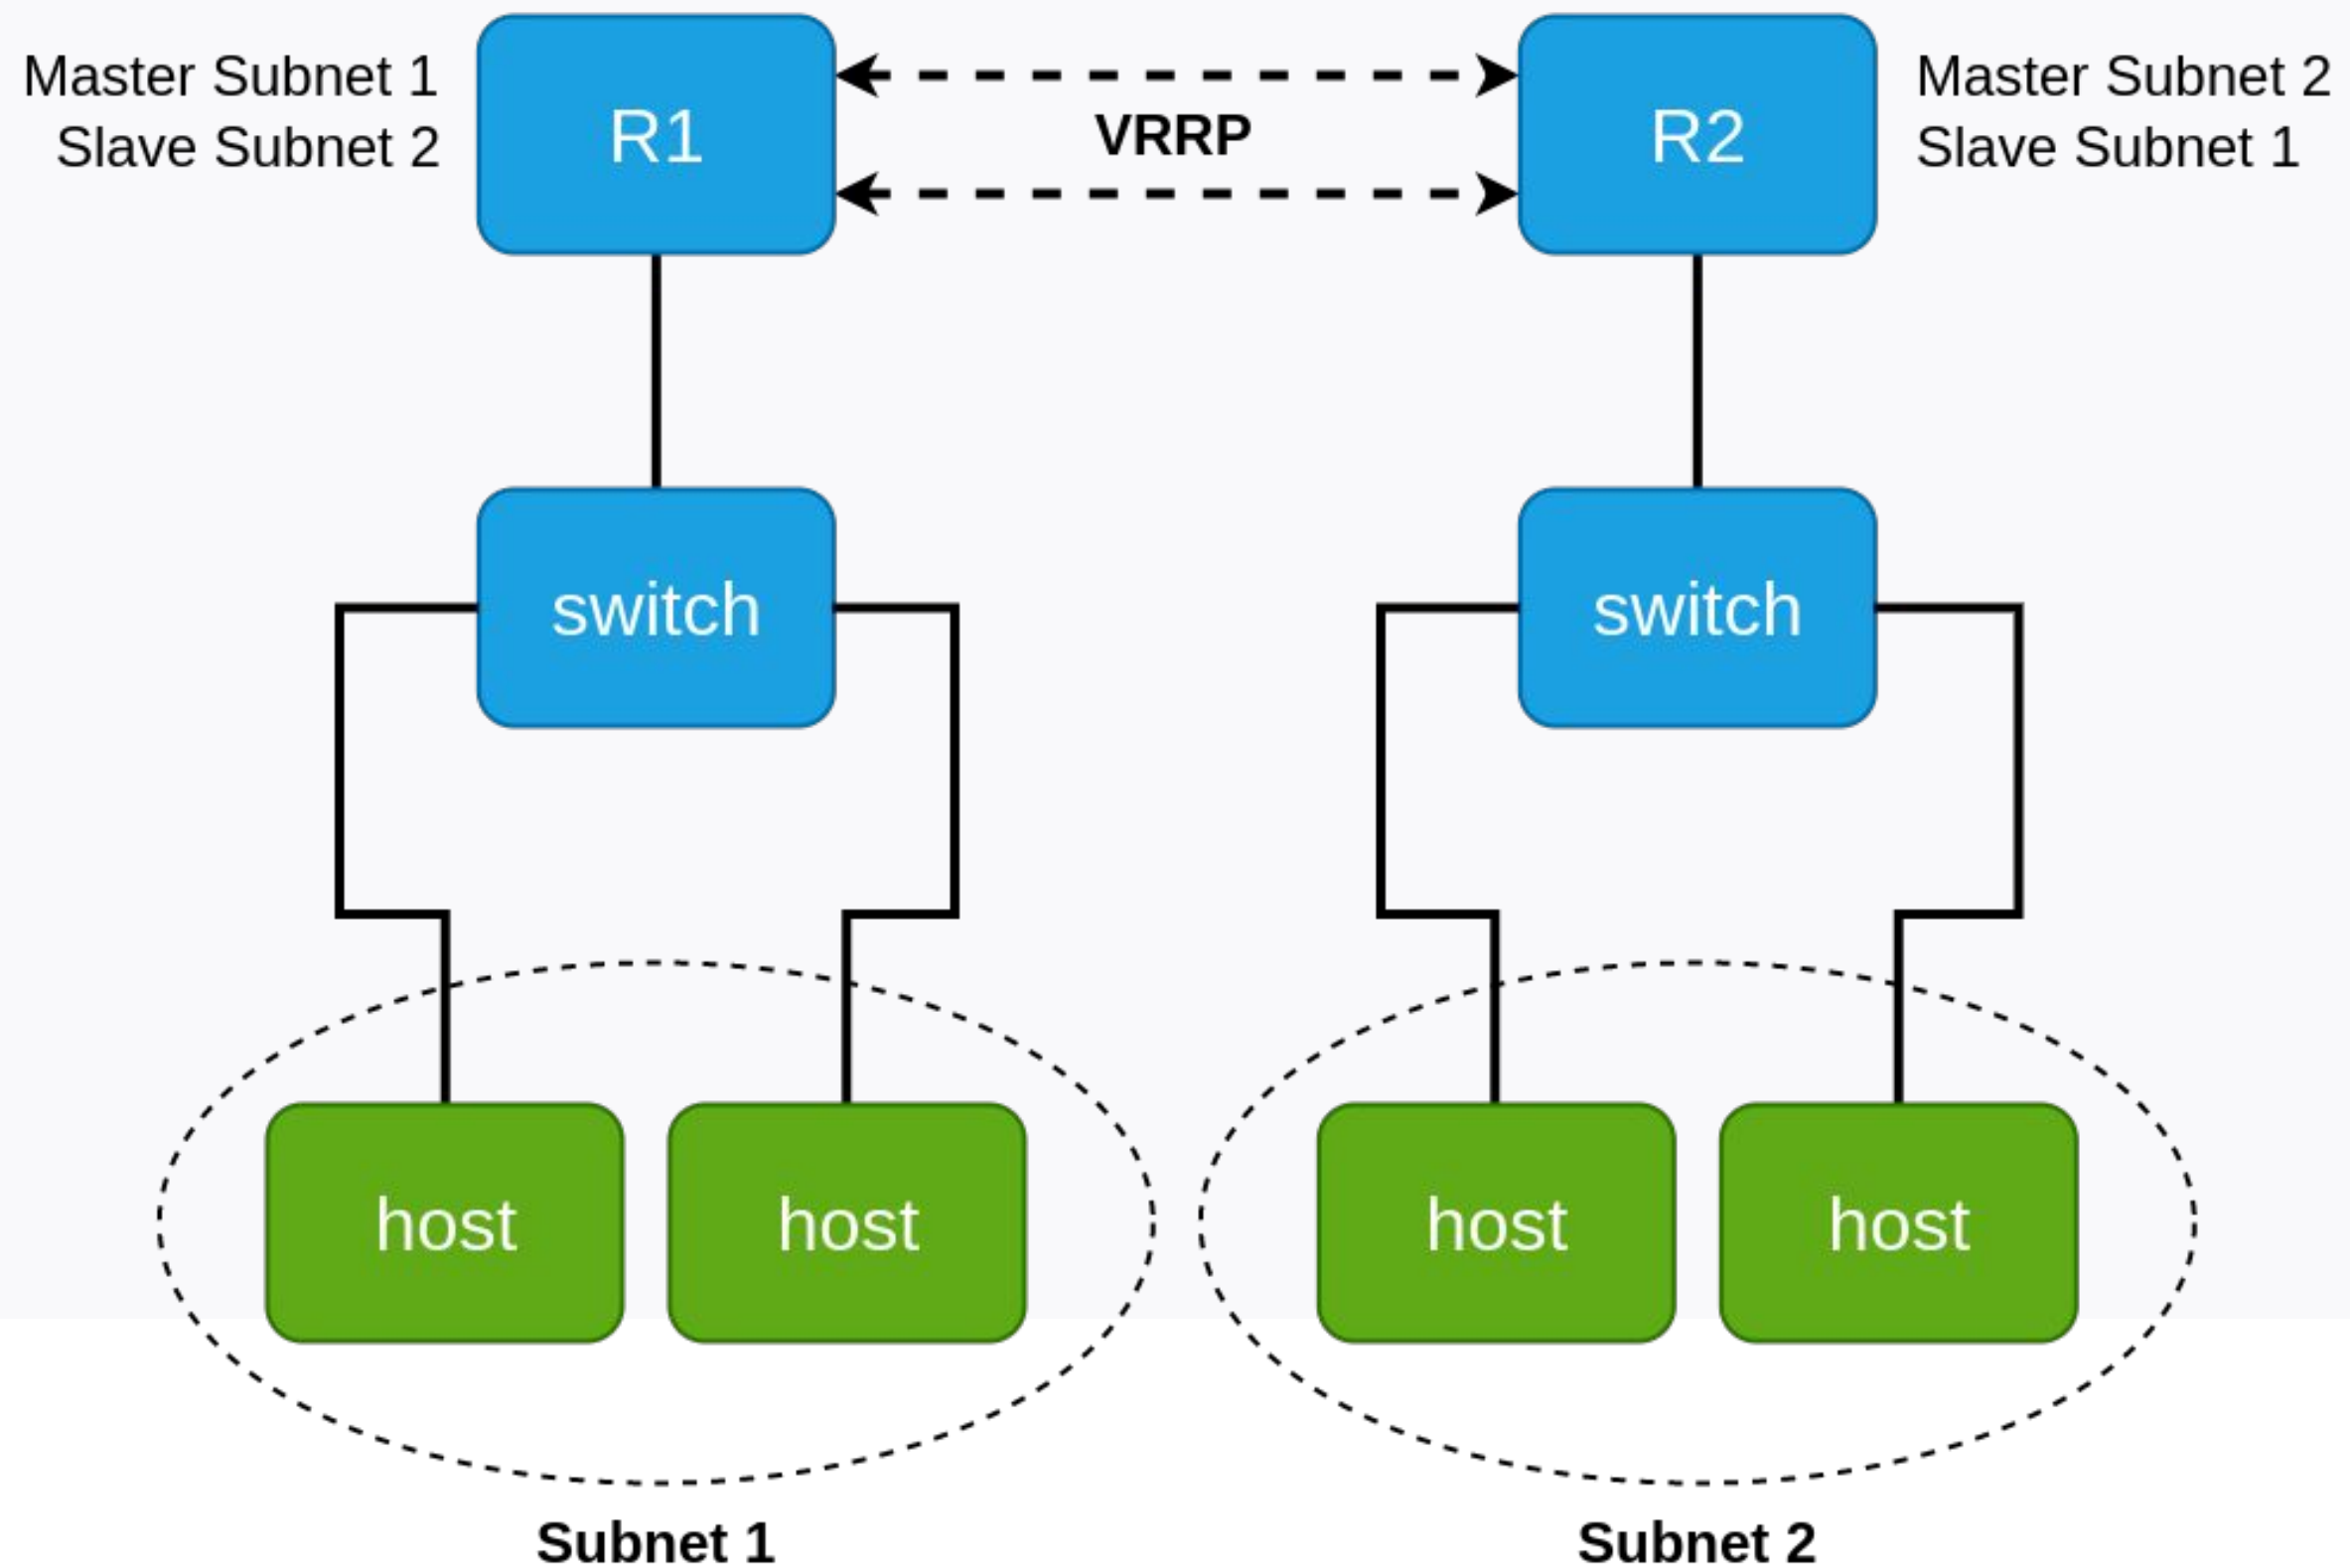 Master Subnet 1
Slave Subnet 2
R1
VRRP
R2
Master Subnet 2
Slave Subnet 1
switch
switch
host
host
host
host
Subnet 1
Subnet 2